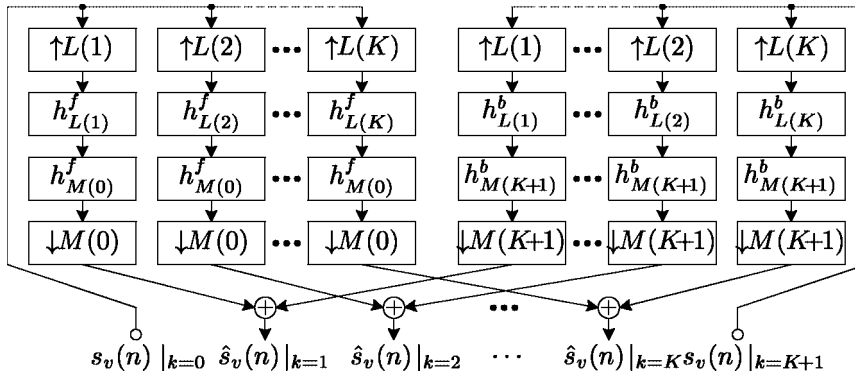 ↑L(1) ↑L(2) ••• ↑L(K) ↑L(1) ••• ↑L(2) ↑L(K)
h^f_{L(1)} h^f_{L(2)} ••• h^f_{L(K)} h^b_{L(1)} ••• h^b_{L(2)} h^b_{L(K)}
h^f_{M(0)} h^f_{M(0)} ••• h^f_{M(0)} h^b_{M(K+1)} ••• h^b_{M(K+1)} h^b_{M(K+1)}
↓M(0) ↓M(0) ••• ↓M(0) ↓M(K+1) ••• ↓M(K+1) ↓M(K+1)
+ + ••• +
s_v(n)|_{k=0} ŝ_v(n)|_{k=1} ŝ_v(n)|_{k=2} ··· ŝ_v(n)|_{k=K} s_v(n)|_{k=K+1}